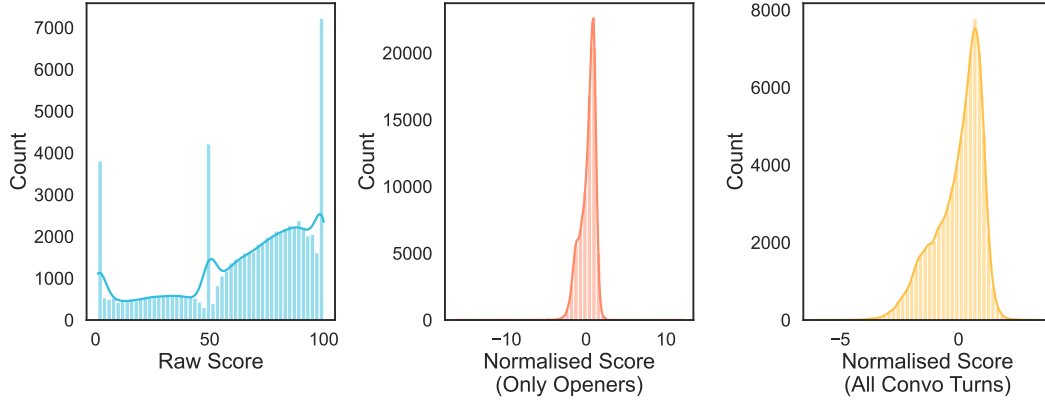 7000
6000
5000
4000
3000
2000
1000
0
Count
0 50 100
Raw Score
20000
15000
10000
5000
0
Count
−10 0 10
Normalised Score
(Only Openers)
8000
6000
4000
2000
0
Count
−5 0
Normalised Score
(All Convo Turns)